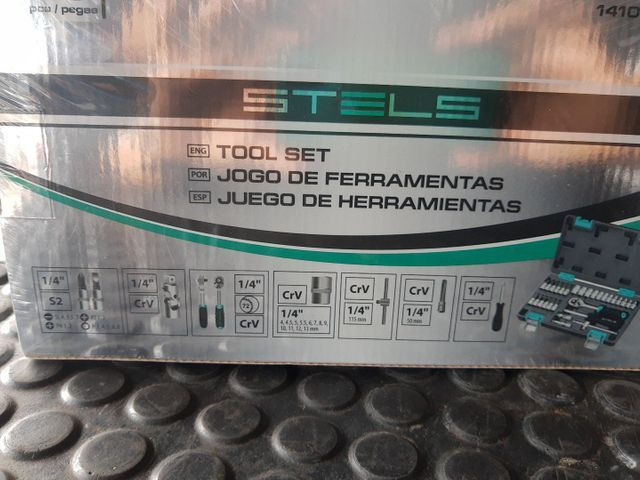 pcu / peças
1410
STELS
ENG TOOL SET
POR JOGO DE FERRAMENTAS
ESP JUEGO DE HERRAMIENTAS
1/4"
S2
1/4"
CrV
1/4"
72
CrV
CrV
1/4"
4, 4.5, 5, 5.5, 6, 7, 8, 9,
10, 11, 12, 13 mm
CrV
1/4"
115 mm
CrV
1/4"
50 mm
1/4"
CrV